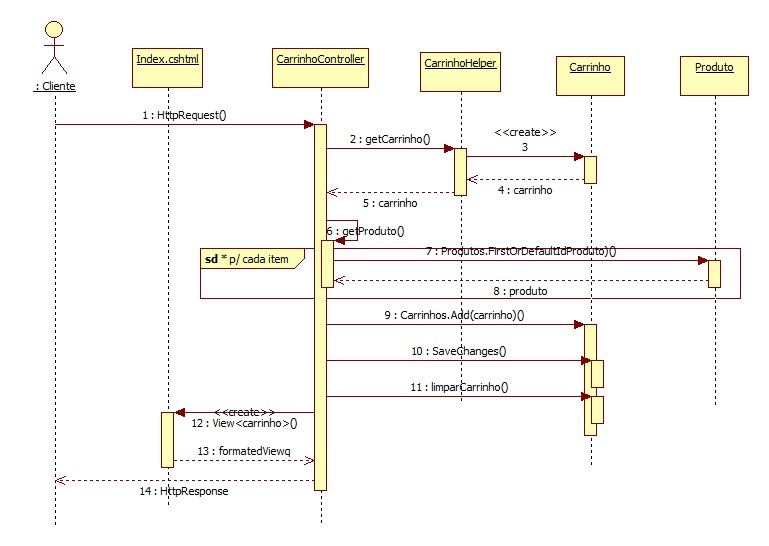 : Cliente
Index.cshtml
CarrinhoController
CarrinhoHelper
Carrinho
Produto
1 : HttpRequest()
2 : getCarrinho()
<<create>>
3
4 : carrinho
5 : carrinho
6 : getProduto()
sd * p/ cada item
7 : Produtos.FirstOrDefaultIdProduto)()
8 : produto
9 : Carrinhos.Add(carrinho)()
10 : SaveChanges()
11 : limparCarrinho()
<<create>>
12 : View<carrinho>()
13 : formatedViewq
14 : HttpResponse